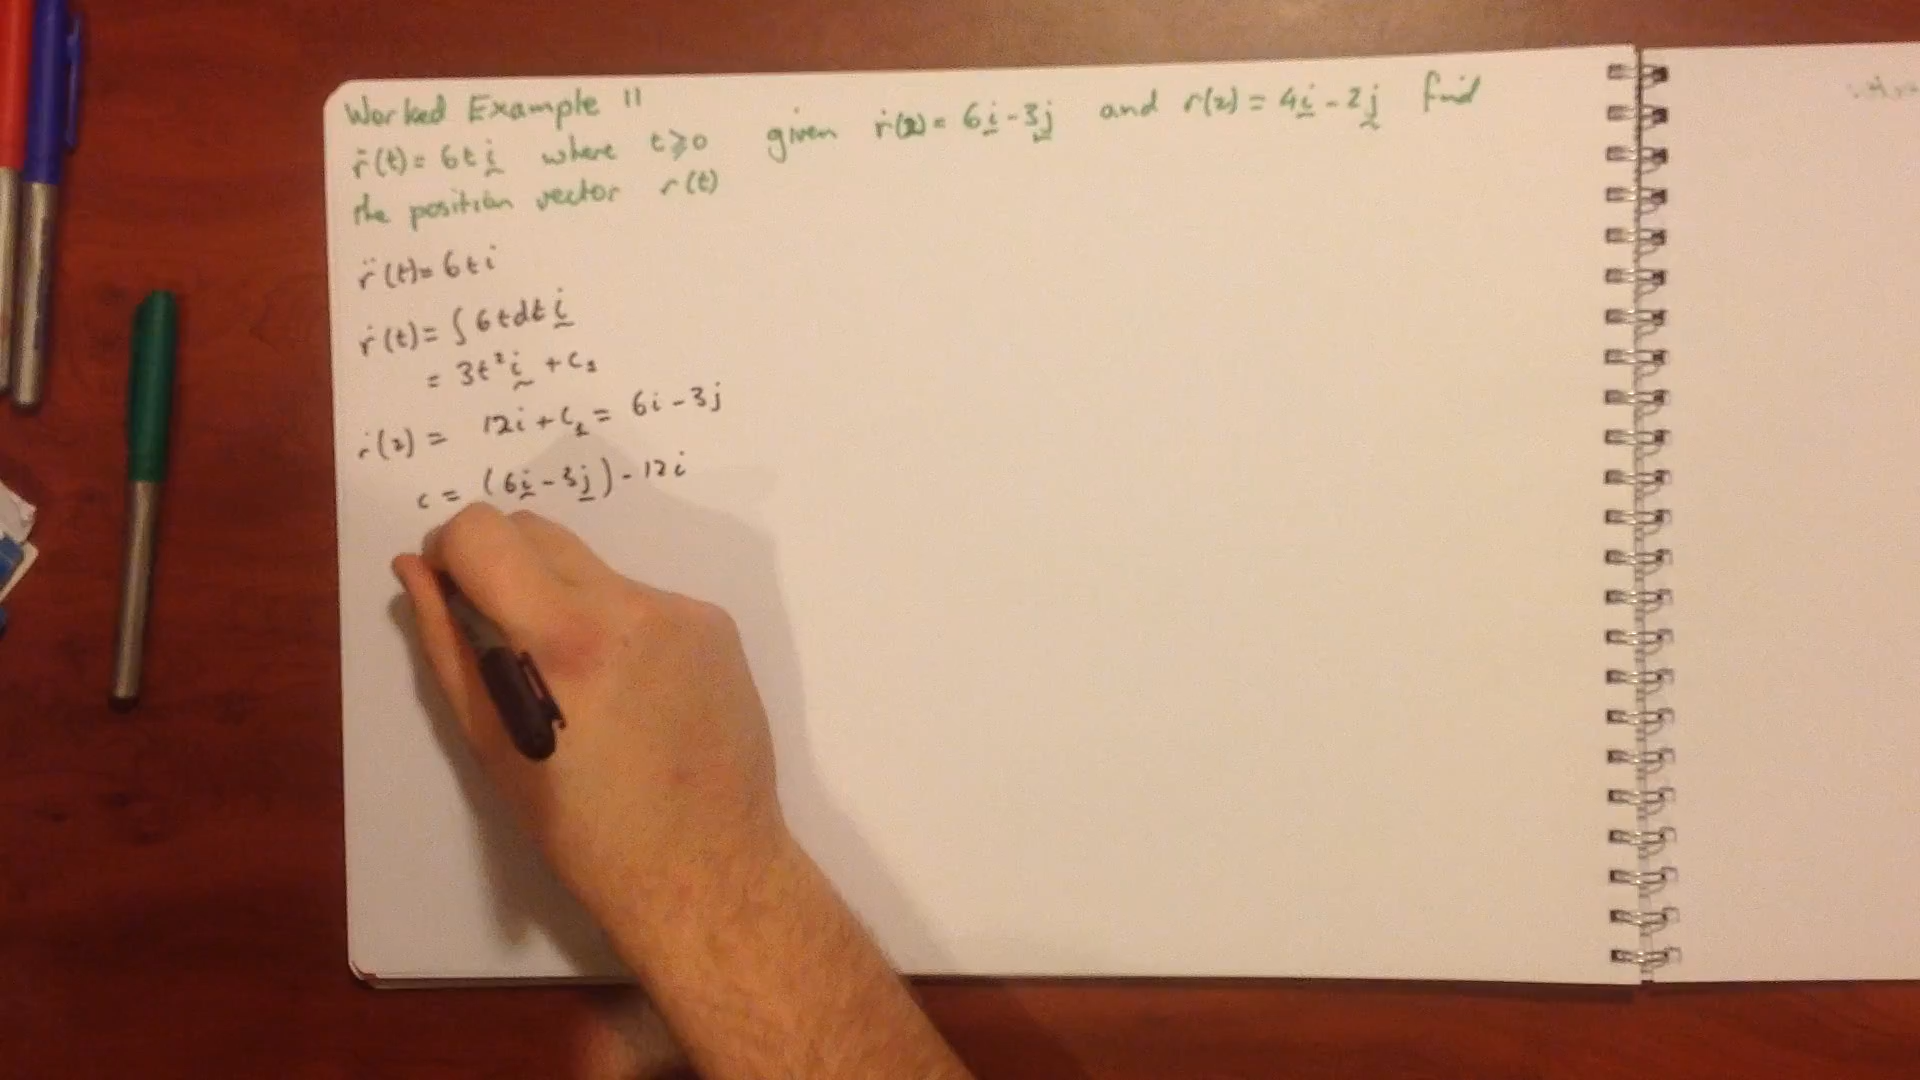 Worked Example 11
r̈(t) = 6t i where t ≥ 0 given ṙ(2) = 6i - 3j and r(2) = 4i - 2j find
the position vector r(t)
r̈(t) = 6t i
ṙ(t) = ∫ 6t dt i
= 3t² i + c₁
ṙ(2) = 12i + c₁ = 6i - 3j
c = (6i - 3j) - 12i